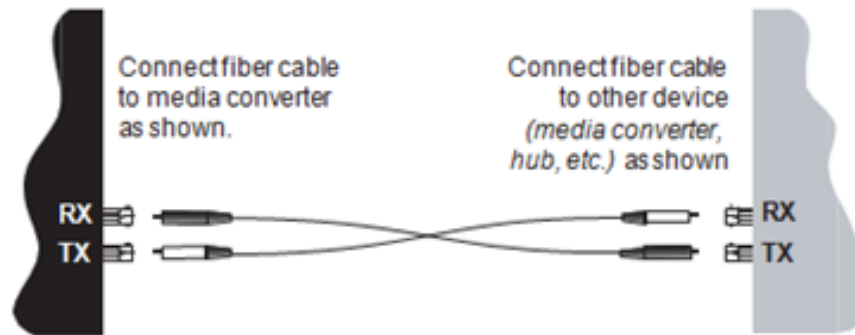 Connect fiber cable
to media converter
as shown.
Connect fiber cable
to other device
(media converter,
hub, etc.) as shown
RX
TX
RX
TX